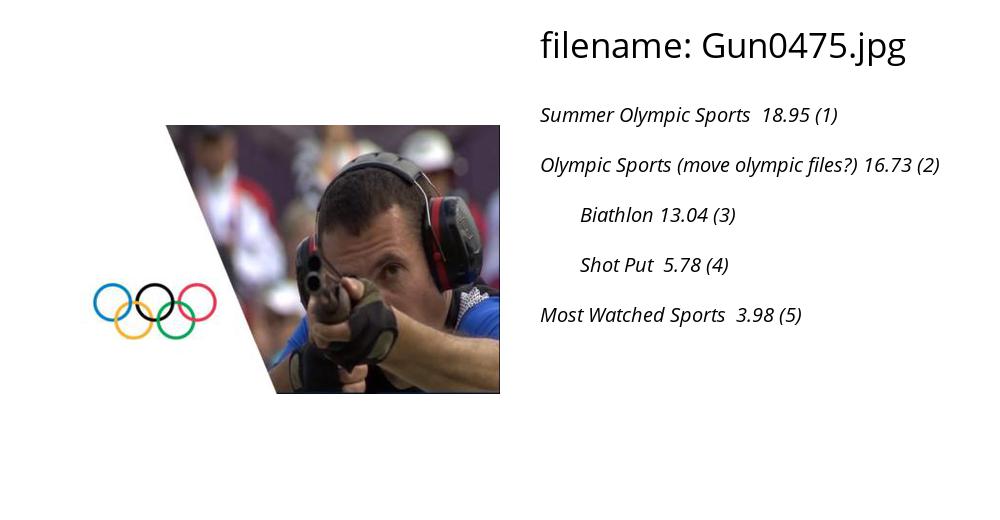 filename: Gun0475.jpg
Summer Olympic Sports 18.95 (1)
Olympic Sports (move olympic files?) 16.73 (2)
Biathlon 13.04 (3)
Shot Put 5.78 (4)
Most Watched Sports 3.98 (5)